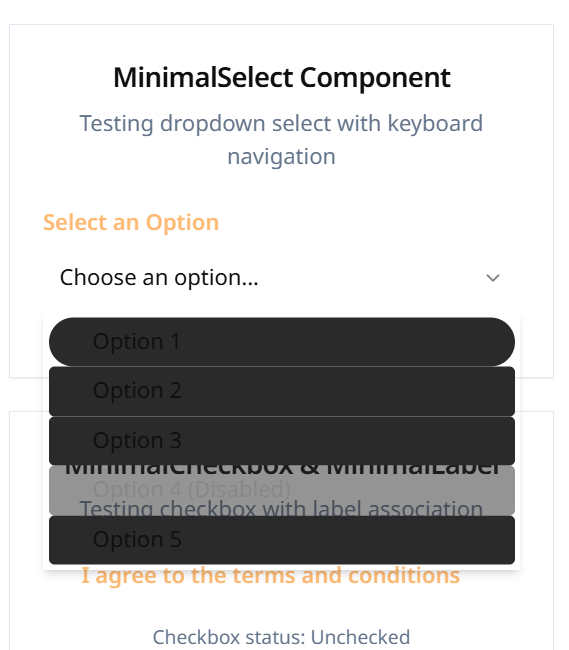 MinimalSelect Component
Testing dropdown select with keyboard
navigation
Select an Option
Choose an option...
Option 1
Option 2
Option 3
MinimalCheckbox & MinimalLabel
Option 4 (Disabled)
Testing checkbox with label association
Option 5
I agree to the terms and conditions
Checkbox status: Unchecked